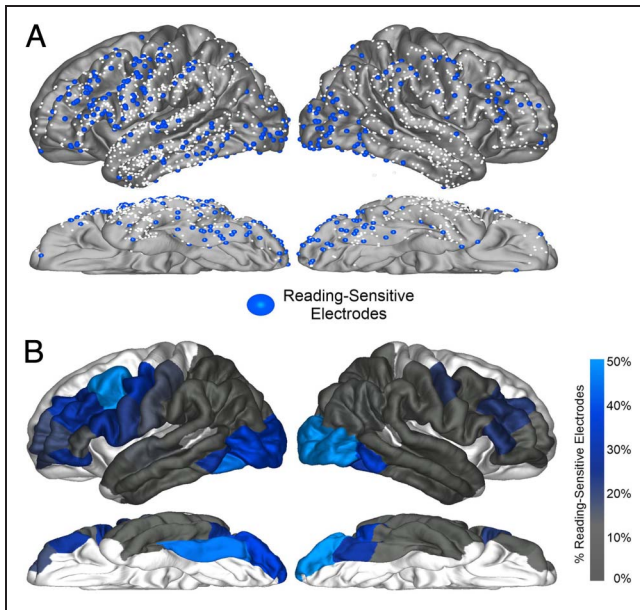 A
Reading-Sensitive
Electrodes
B
50%
40%
30%
20%
10%
0%
% Reading-Sensitive Electrodes